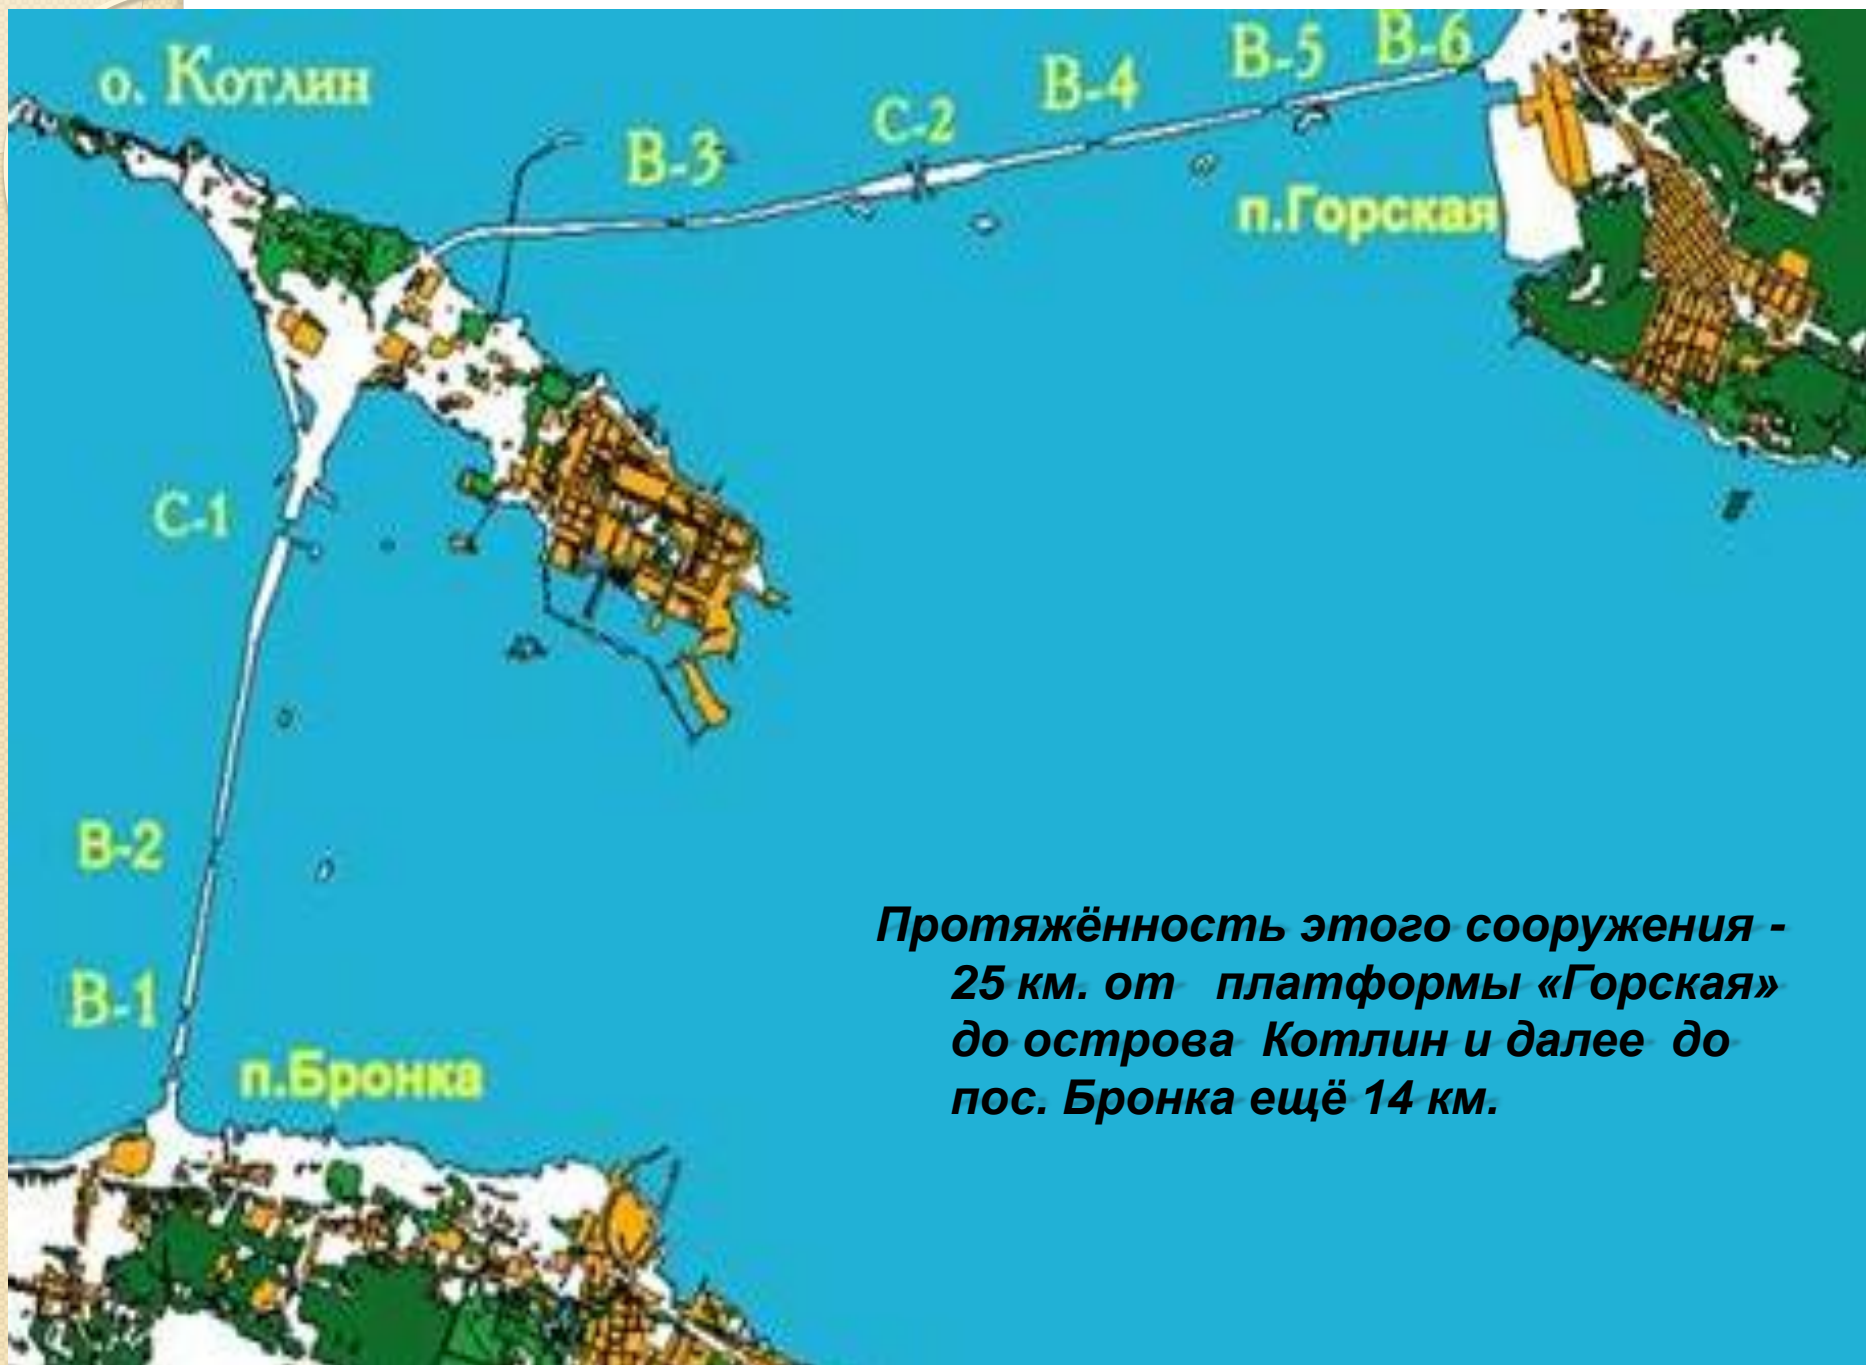 о. Котлин
В-3
С-2
В-4
В-5
В-6
п.Горская
С-1
В-2
В-1
п.Бронка
Протяжённость этого сооружения -
25 км. от платформы «Горская»
до острова Котлин и далее до
пос. Бронка ещё 14 км.